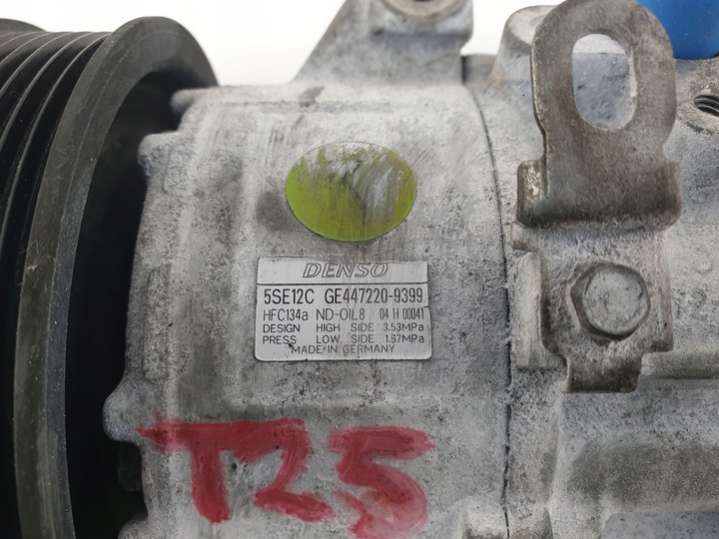 DENSO
5SE12C GE447220-9399
HFC134a ND-OIL8 04 H 00041
DESIGN HIGH SIDE 3.53MPa
PRESS LOW SIDE 1.67MPa
MADE IN GERMANY
T25